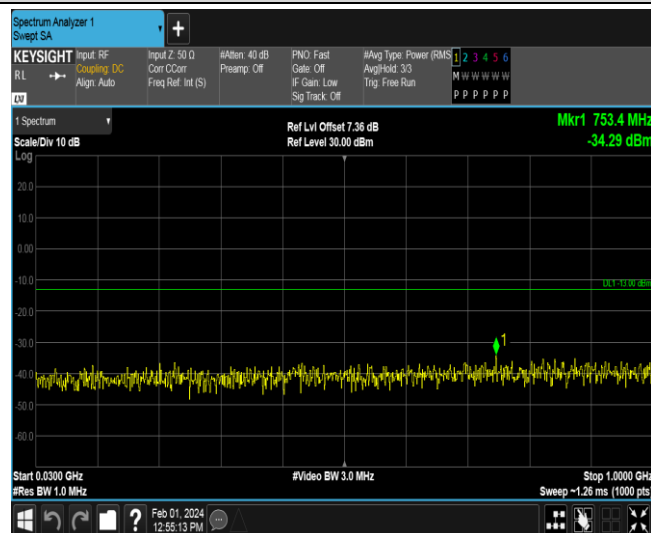 Spectrum Analyzer 1
Swept SA
+
KEYSIGHT
RL
LXI
Input: RF
Coupling: DC
Align: Auto
Input Z: 50 Ω
Corr CCorr
Freq Ref: Int (S)
#Atten: 40 dB
Preamp: Off
PNO: Fast
Gate: Off
IF Gain: Low
Sig Track: Off
#Avg Type: Power (RMS
Avg|Hold: 3/3
Trig: Free Run
1 2 3 4 5 6
M W W W W W
P P P P P P
1 Spectrum
Scale/Div 10 dB
Ref Lvl Offset 7.36 dB
Ref Level 30.00 dBm
Mkr1 753.4 MHz
-34.29 dBm
Log
20.0
10.0
0.00
-10.0
DL1 -13.00 dBm
-20.0
-30.0
1
-40.0
-50.0
-60.0
Start 0.0300 GHz
#Video BW 3.0 MHz
Stop 1.0000 GHz
#Res BW 1.0 MHz
Sweep ~1.26 ms (1000 pts)
?
Feb 01, 2024
12:55:13 PM